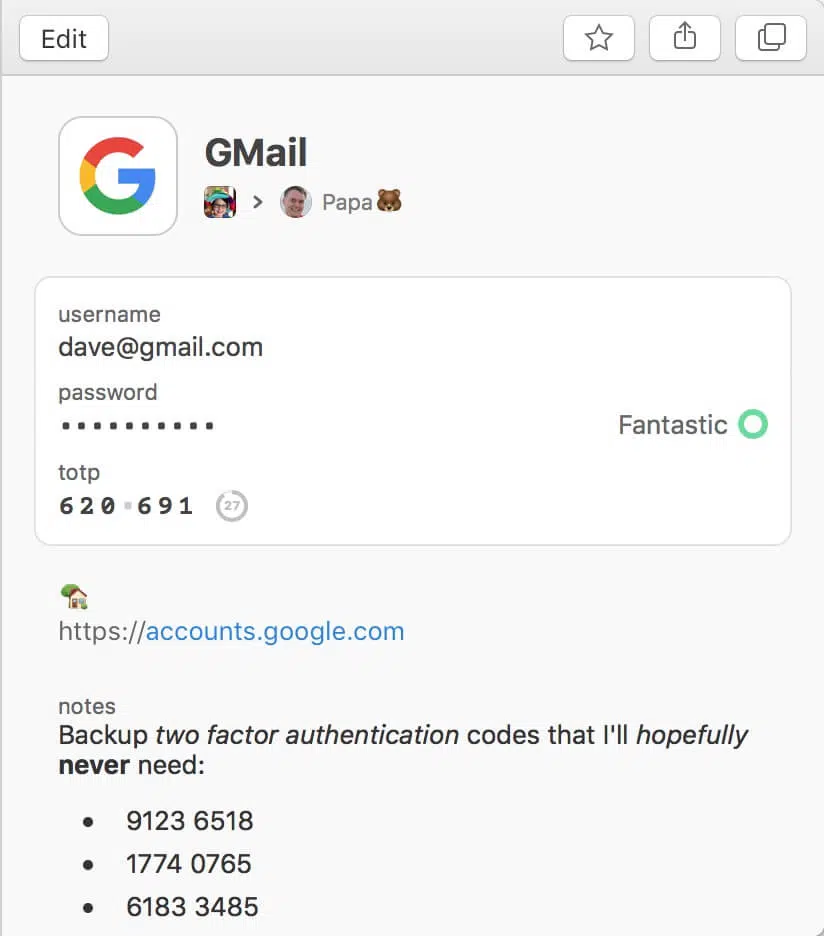 Edit
GMail
Papa🐻
username
dave@gmail.com
password
••••••••••
Fantastic
totp
620•691
27
https://accounts.google.com
notes
Backup two factor authentication codes that I'll hopefully
never need:
• 9123 6518
• 1774 0765
• 6183 3485